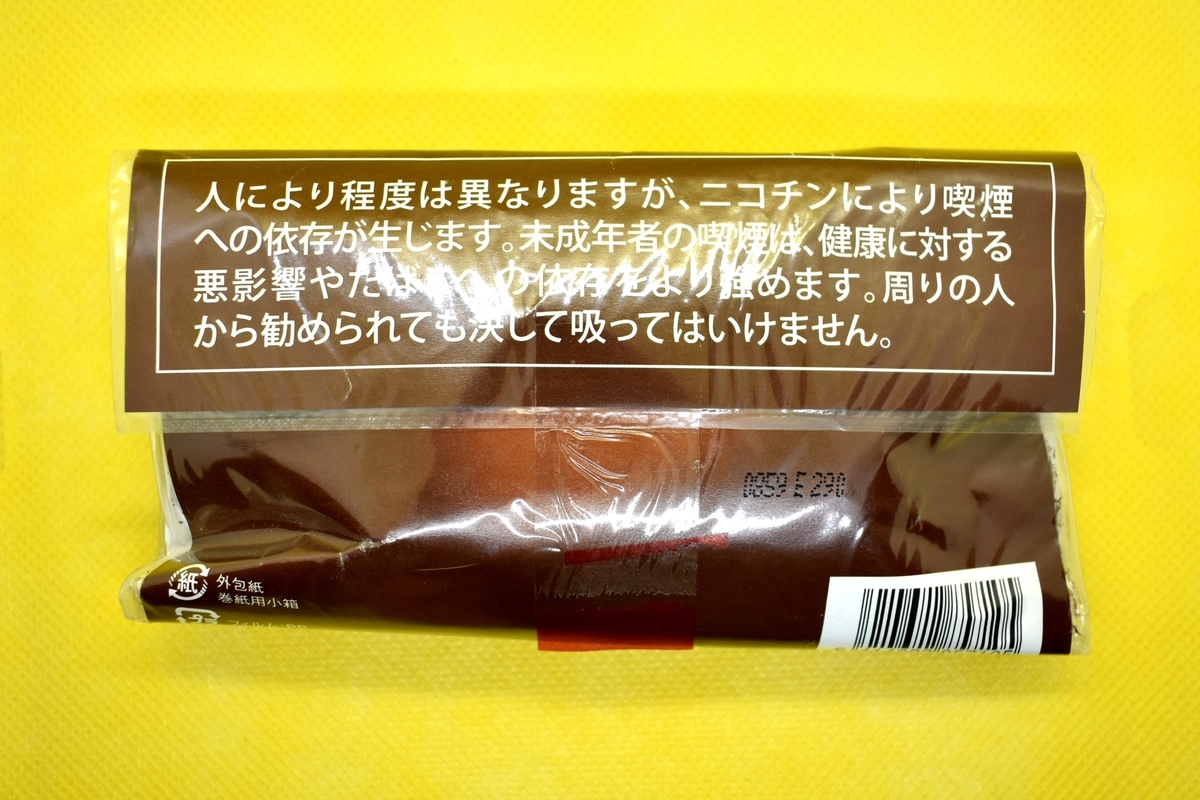 人により程度は異なりますが、ニコチンにより喫煙
への依存が生じます。未成年者の喫煙は、健康に対する
悪影響やたばこへの依存をより強めます。周りの人
から勧められても決して吸ってはいけません。
0859 E 290
紙
外包紙
巻紙用小箱